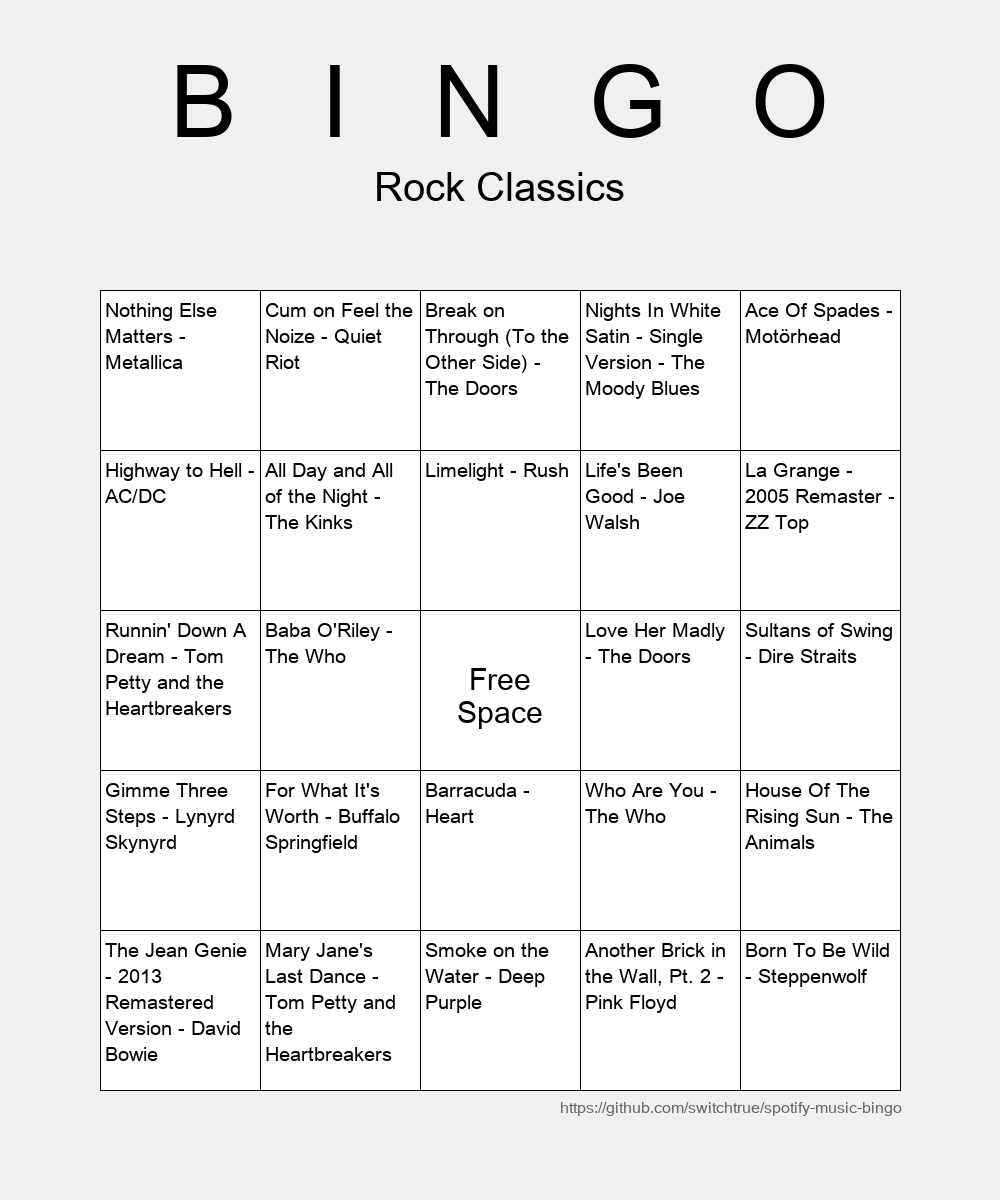 B I N G O
Rock Classics
Nothing Else
Matters -
Metallica
Cum on Feel the
Noize - Quiet
Riot
Break on
Through (To the
Other Side) -
The Doors
Nights In White
Satin - Single
Version - The
Moody Blues
Ace Of Spades -
Motörhead
Highway to Hell -
AC/DC
All Day and All
of the Night -
The Kinks
Limelight - Rush
Life's Been
Good - Joe
Walsh
La Grange -
2005 Remaster -
ZZ Top
Runnin' Down A
Dream - Tom
Petty and the
Heartbreakers
Baba O'Riley -
The Who
Free
Space
Love Her Madly
- The Doors
Sultans of Swing
- Dire Straits
Gimme Three
Steps - Lynyrd
Skynyrd
For What It's
Worth - Buffalo
Springfield
Barracuda -
Heart
Who Are You -
The Who
House Of The
Rising Sun - The
Animals
The Jean Genie
- 2013
Remastered
Version - David
Bowie
Mary Jane's
Last Dance -
Tom Petty and
the
Heartbreakers
Smoke on the
Water - Deep
Purple
Another Brick in
the Wall, Pt. 2 -
Pink Floyd
Born To Be Wild
- Steppenwolf
https://github.com/switchtrue/spotify-music-bingo